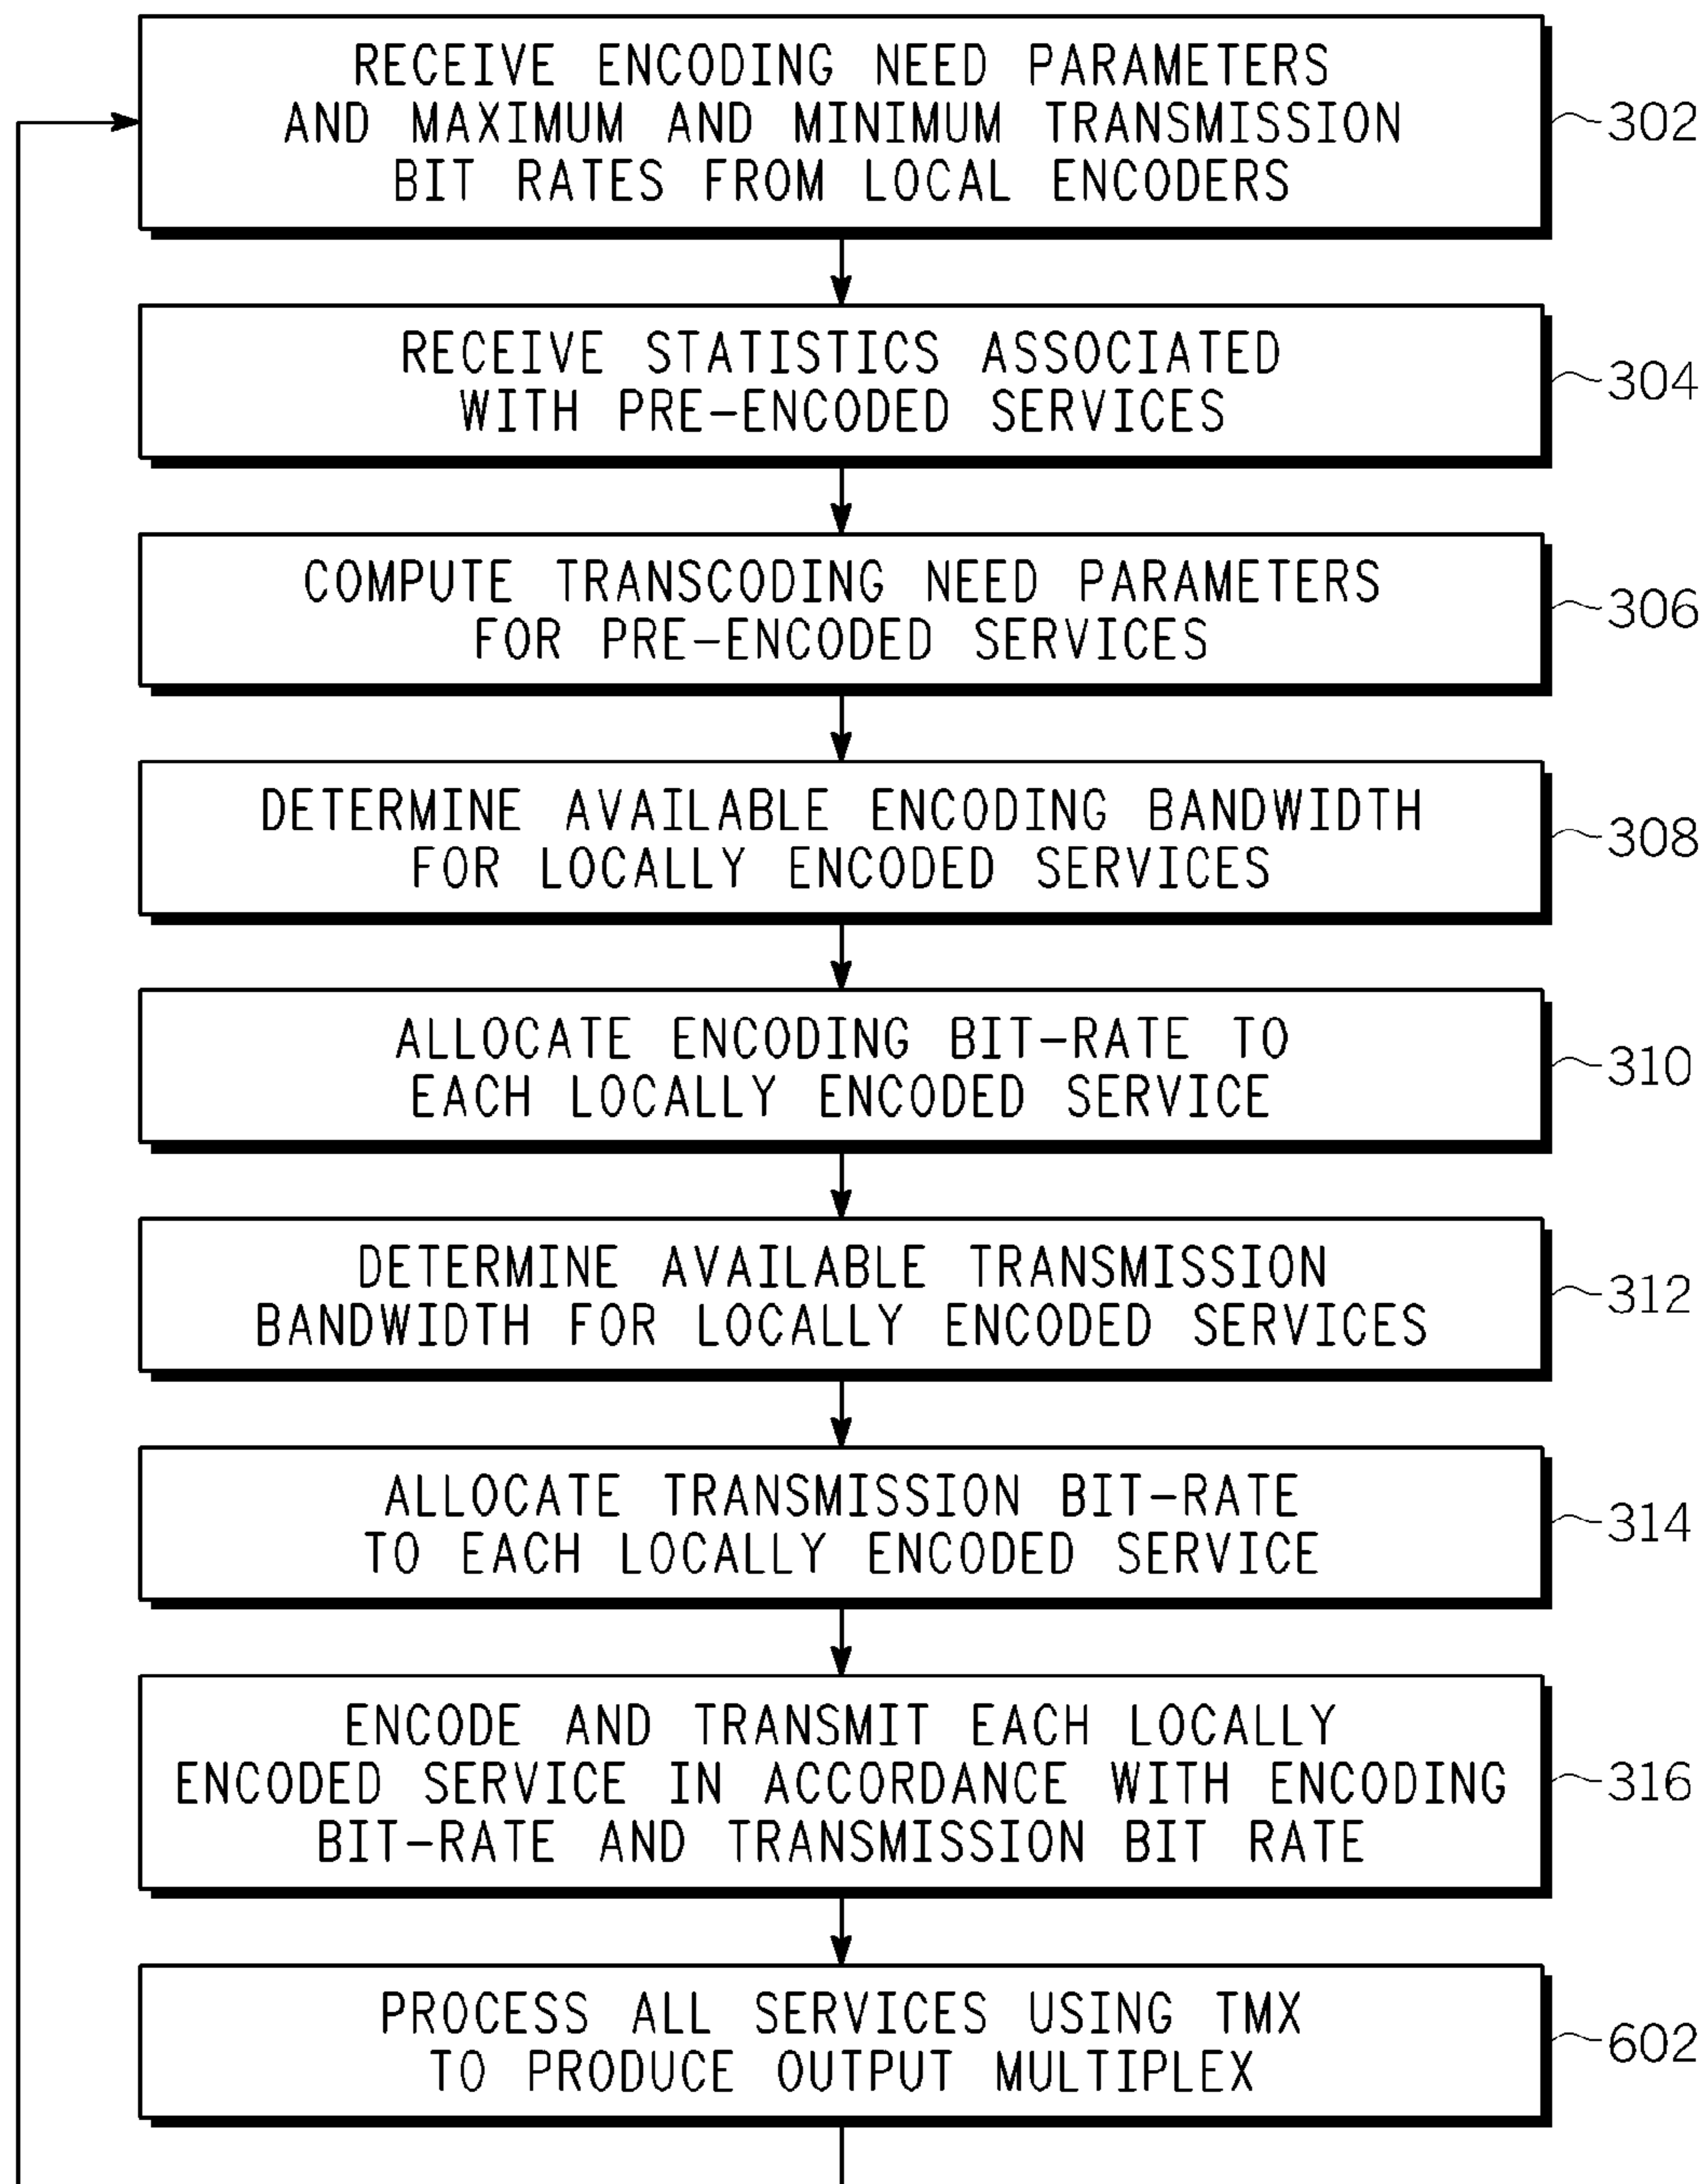 RECEIVE ENCODING NEED PARAMETERS
AND MAXIMUM AND MINIMUM TRANSMISSION
BIT RATES FROM LOCAL ENCODERS
302
RECEIVE STATISTICS ASSOCIATED
WITH PRE-ENCODED SERVICES
304
COMPUTE TRANSCODING NEED PARAMETERS
FOR PRE-ENCODED SERVICES
306
DETERMINE AVAILABLE ENCODING BANDWIDTH
FOR LOCALLY ENCODED SERVICES
308
ALLOCATE ENCODING BIT-RATE TO
EACH LOCALLY ENCODED SERVICE
310
DETERMINE AVAILABLE TRANSMISSION
BANDWIDTH FOR LOCALLY ENCODED SERVICES
312
ALLOCATE TRANSMISSION BIT-RATE
TO EACH LOCALLY ENCODED SERVICE
314
ENCODE AND TRANSMIT EACH LOCALLY
ENCODED SERVICE IN ACCORDANCE WITH ENCODING
BIT-RATE AND TRANSMISSION BIT RATE
316
PROCESS ALL SERVICES USING TMX
TO PRODUCE OUTPUT MULTIPLEX
602